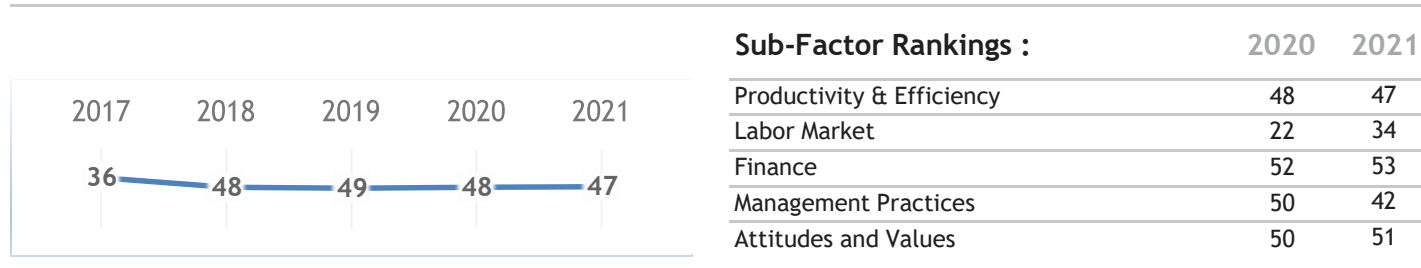 2017 2018 2019 2020 2021
36 48 49 48 47
Sub-Factor Rankings : 2020 2021
Productivity & Efficiency 48 47
Labor Market 22 34
Finance 52 53
Management Practices 50 42
Attitudes and Values 50 51